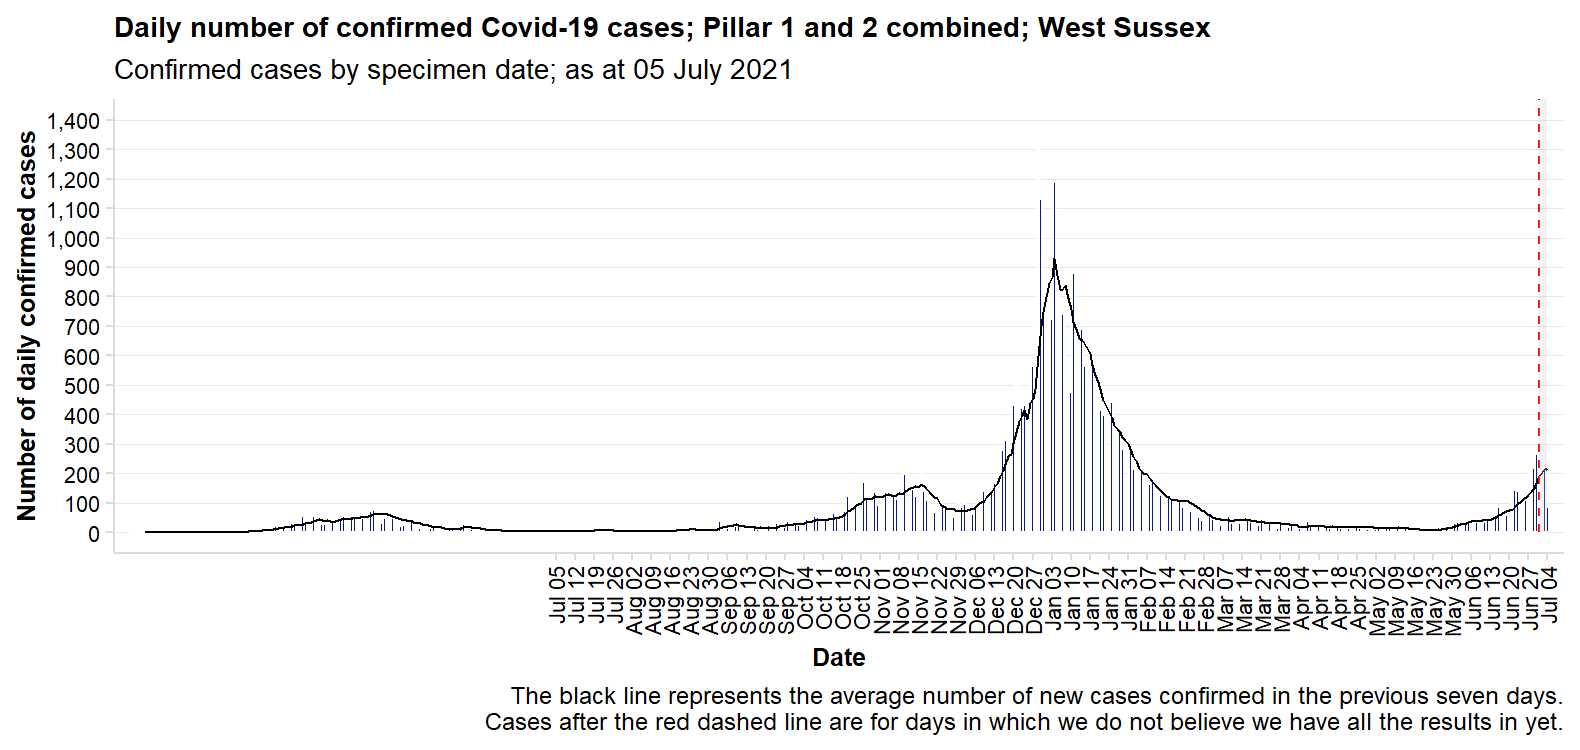 Daily number of confirmed Covid-19 cases; Pillar 1 and 2 combined; West Sussex
Confirmed cases by specimen date; as at 05 July 2021
Number of daily confirmed cases
1,400
1,300
1,200
1,100
1,000
900
800
700
600
500
400
300
200
100
0
Jul 05
Jul 12
Jul 19
Jul 26
Aug 02
Aug 09
Aug 16
Aug 23
Aug 30
Sep 06
Sep 13
Sep 20
Sep 27
Oct 04
Oct 11
Oct 18
Oct 25
Nov 01
Nov 08
Nov 15
Nov 22
Nov 29
Dec 06
Dec 13
Dec 20
Dec 27
Jan 03
Jan 10
Jan 17
Jan 24
Jan 31
Feb 07
Feb 14
Feb 21
Feb 28
Mar 07
Mar 14
Mar 21
Mar 28
Apr 04
Apr 11
Apr 18
Apr 25
May 02
May 09
May 16
May 23
May 30
Jun 06
Jun 13
Jun 20
Jun 27
Jul 04
Date
The black line represents the average number of new cases confirmed in the previous seven days.
Cases after the red dashed line are for days in which we do not believe we have all the results in yet.